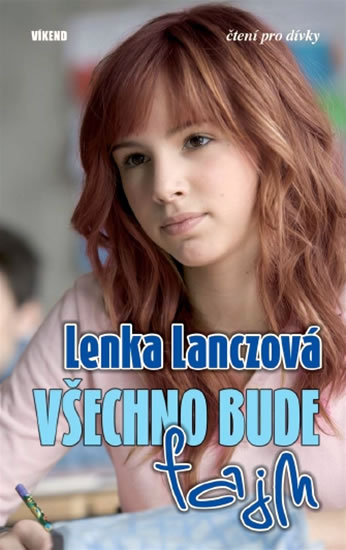 VÍKEND
čtení pro dívky
Lenka Lanczová
VŠECHNO BUDE
fajn